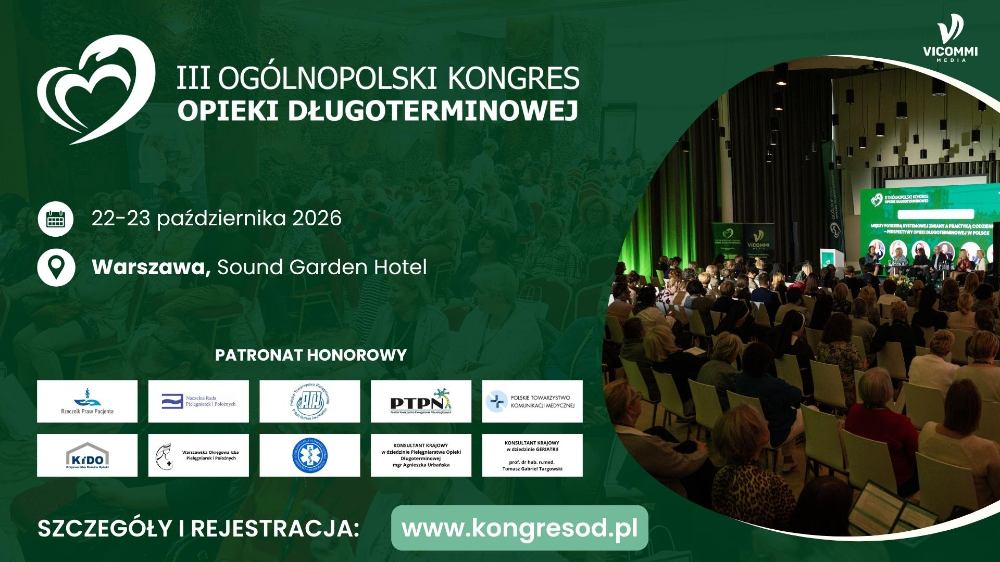 VICOMMI
MEDIA
III OGÓLNOPOLSKI KONGRES
OPIEKI DŁUGOTERMINOWEJ
22-23 października 2026
Warszawa, Sound Garden Hotel
II OGÓLNOPOLSKI KONGRES
OPIEKI DŁUGOTERMINOWEJ
MIĘDZY POTRZEBĄ SYSTEMOWEJ ZMIANY A PRAKTYKĄ
– PERSPEKTYWY OPIEKI DŁUGOTERMINOWEJ W POLSCE
VICOMMI
MEDIA
PATRONAT HONOROWY
Rzecznik Praw Pacjenta
Naczelna Rada
Pielęgniarek i Położnych
Polskie Towarzystwo Pielęgniarskie
PTP
Polish Nurses Association
PTPN
Polskie Towarzystwo Pielęgniarek Neurologicznych
POLSKIE TOWARZYSTWO
KOMUNIKACJI MEDYCZNEJ
KiDO
Krajowa Izba Domów Opieki
Warszawska Okręgowa Izba
Pielęgniarek i Położnych
KONSULTANT KRAJOWY
w dziedzinie Pielęgniarstwa Opieki
Długoterminowej
mgr Agnieszka Urbańska
KONSULTANT KRAJOWY
w dziedzinie GERIATRII
prof. dr hab. n.med.
Tomasz Gabriel Targowski
SZCZEGÓŁY I REJESTRACJA:
www.kongresod.pl